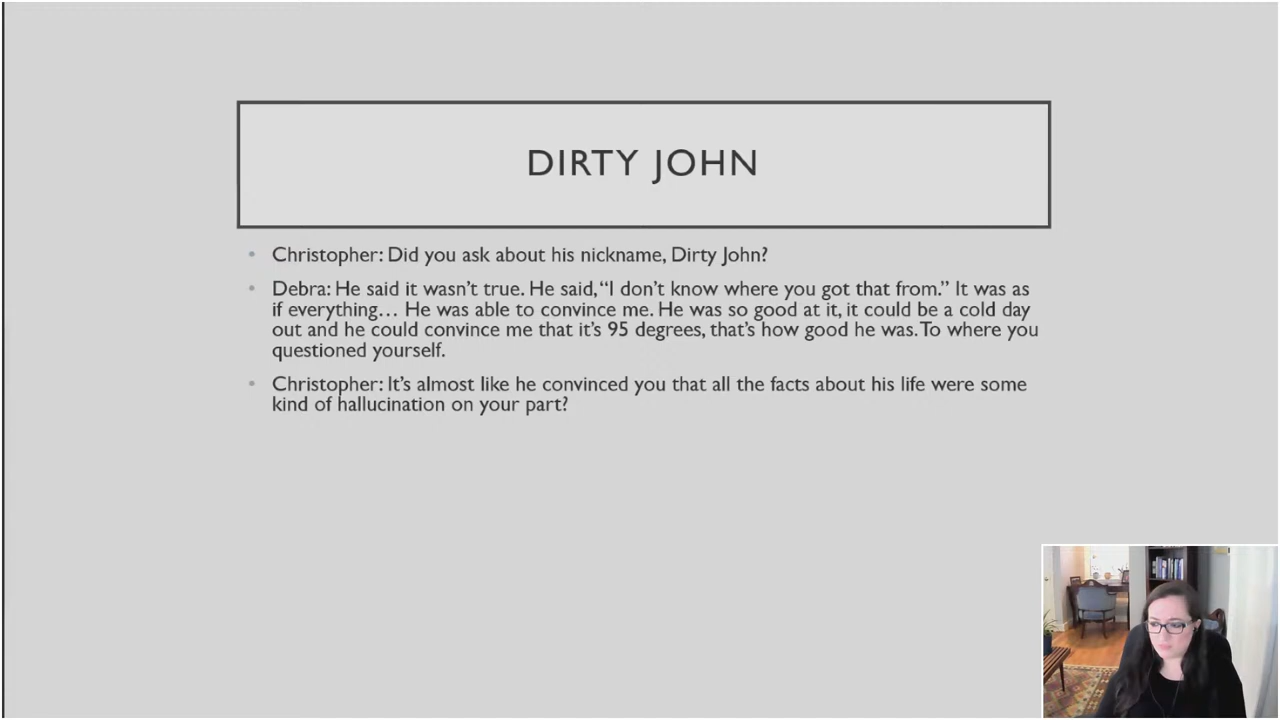 DIRTY JOHN
• Christopher: Did you ask about his nickname, Dirty John?
• Debra: He said it wasn't true. He said, “I don't know where you got that from.” It was as
if everything… He was able to convince me. He was so good at it, it could be a cold day
out and he could convince me that it's 95 degrees, that's how good he was. To where you
questioned yourself.
• Christopher: It's almost like he convinced you that all the facts about his life were some
kind of hallucination on your part?